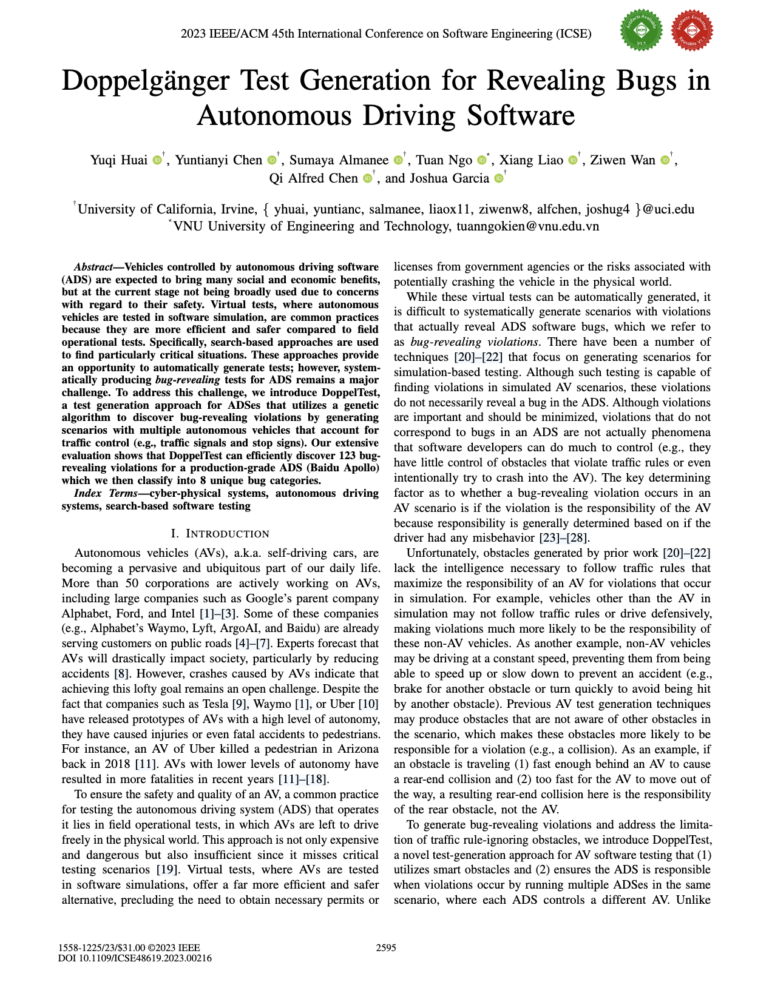 2023 IEEE/ACM 45th International Conference on Software Engineering (ICSE)
Artifacts Available
acm
V1.1
Artifacts Evaluated
acm
Reusable V1.1
Doppelgänger Test Generation for Revealing Bugs in
Autonomous Driving Software
Yuqi Huai iD†, Yuntianyi Chen iD†, Sumaya Almanee iD†, Tuan Ngo iD⋆, Xiang Liao iD†, Ziwen Wan iD†,
Qi Alfred Chen iD†, and Joshua Garcia iD†
†University of California, Irvine, { yhuai, yuntianc, salmanee, liaox11, ziwenw8, alfchen, joshug4 }@uci.edu
⋆VNU University of Engineering and Technology, tuanngokien@vnu.edu.vn
Abstract—Vehicles controlled by autonomous driving software
(ADS) are expected to bring many social and economic benefits,
but at the current stage not being broadly used due to concerns
with regard to their safety. Virtual tests, where autonomous
vehicles are tested in software simulation, are common practices
because they are more efficient and safer compared to field
operational tests. Specifically, search-based approaches are used
to find particularly critical situations. These approaches provide
an opportunity to automatically generate tests; however, system-
atically producing bug-revealing tests for ADS remains a major
challenge. To address this challenge, we introduce DoppelTest,
a test generation approach for ADSes that utilizes a genetic
algorithm to discover bug-revealing violations by generating
scenarios with multiple autonomous vehicles that account for
traffic control (e.g., traffic signals and stop signs). Our extensive
evaluation shows that DoppelTest can efficiently discover 123 bug-
revealing violations for a production-grade ADS (Baidu Apollo)
which we then classify into 8 unique bug categories.
Index Terms—cyber-physical systems, autonomous driving
systems, search-based software testing
I. INTRODUCTION
Autonomous vehicles (AVs), a.k.a. self-driving cars, are
becoming a pervasive and ubiquitous part of our daily life.
More than 50 corporations are actively working on AVs,
including large companies such as Google's parent company
Alphabet, Ford, and Intel [1]–[3]. Some of these companies
(e.g., Alphabet's Waymo, Lyft, ArgoAI, and Baidu) are already
serving customers on public roads [4]–[7]. Experts forecast that
AVs will drastically impact society, particularly by reducing
accidents [8]. However, crashes caused by AVs indicate that
achieving this lofty goal remains an open challenge. Despite the
fact that companies such as Tesla [9], Waymo [1], or Uber [10]
have released prototypes of AVs with a high level of autonomy,
they have caused injuries or even fatal accidents to pedestrians.
For instance, an AV of Uber killed a pedestrian in Arizona
back in 2018 [11]. AVs with lower levels of autonomy have
resulted in more fatalities in recent years [11]–[18].
To ensure the safety and quality of an AV, a common practice
for testing the autonomous driving system (ADS) that operates
it lies in field operational tests, in which AVs are left to drive
freely in the physical world. This approach is not only expensive
and dangerous but also insufficient since it misses critical
testing scenarios [19]. Virtual tests, where AVs are tested
in software simulations, offer a far more efficient and safer
alternative, precluding the need to obtain necessary permits or
licenses from government agencies or the risks associated with
potentially crashing the vehicle in the physical world.
While these virtual tests can be automatically generated, it
is difficult to systematically generate scenarios with violations
that actually reveal ADS software bugs, which we refer to
as bug-revealing violations. There have been a number of
techniques [20]–[22] that focus on generating scenarios for
simulation-based testing. Although such testing is capable of
finding violations in simulated AV scenarios, these violations
do not necessarily reveal a bug in the ADS. Although violations
are important and should be minimized, violations that do not
correspond to bugs in an ADS are not actually phenomena
that software developers can do much to control (e.g., they
have little control of obstacles that violate traffic rules or even
intentionally try to crash into the AV). The key determining
factor as to whether a bug-revealing violation occurs in an
AV scenario is if the violation is the responsibility of the AV
because responsibility is generally determined based on if the
driver had any misbehavior [23]–[28].
Unfortunately, obstacles generated by prior work [20]–[22]
lack the intelligence necessary to follow traffic rules that
maximize the responsibility of an AV for violations that occur
in simulation. For example, vehicles other than the AV in
simulation may not follow traffic rules or drive defensively,
making violations much more likely to be the responsibility of
these non-AV vehicles. As another example, non-AV vehicles
may be driving at a constant speed, preventing them from being
able to speed up or slow down to prevent an accident (e.g.,
brake for another obstacle or turn quickly to avoid being hit
by another obstacle). Previous AV test generation techniques
may produce obstacles that are not aware of other obstacles in
the scenario, which makes these obstacles more likely to be
responsible for a violation (e.g., a collision). As an example, if
an obstacle is traveling (1) fast enough behind an AV to cause
a rear-end collision and (2) too fast for the AV to move out of
the way, a resulting rear-end collision here is the responsibility
of the rear obstacle, not the AV.
To generate bug-revealing violations and address the limita-
tion of traffic rule-ignoring obstacles, we introduce DoppelTest,
a novel test-generation approach for AV software testing that (1)
utilizes smart obstacles and (2) ensures the ADS is responsible
when violations occur by running multiple ADSes in the same
scenario, where each ADS controls a different AV. Unlike
1558-1225/23/$31.00 ©2023 IEEE
DOI 10.1109/ICSE48619.2023.00216
2595